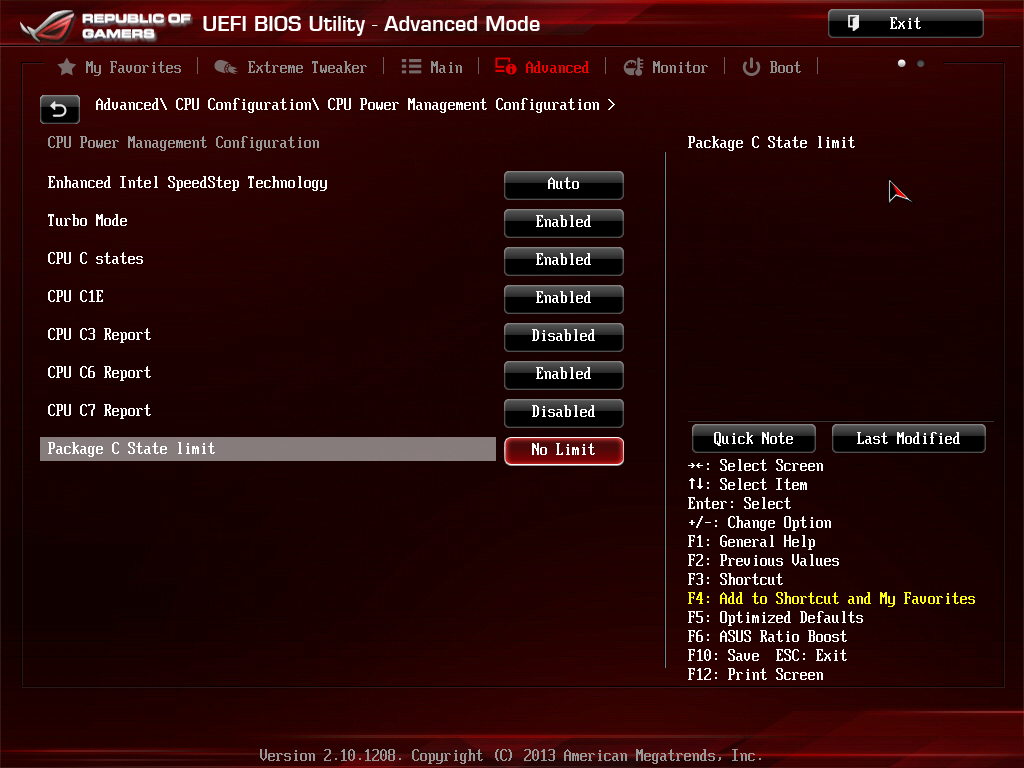 REPUBLIC OF
GAMERS
UEFI BIOS Utility - Advanced Mode
Exit
My Favorites
Extreme Tweaker
Main
Advanced
Monitor
Boot
Advanced\ CPU Configuration\ CPU Power Management Configuration >
CPU Power Management Configuration
Enhanced Intel SpeedStep Technology
Auto
Turbo Mode
Enabled
CPU C states
Enabled
CPU C1E
Enabled
CPU C3 Report
Disabled
CPU C6 Report
Enabled
CPU C7 Report
Disabled
Package C State limit
No Limit
Package C State limit
Quick Note
Last Modified
→←: Select Screen
↑↓: Select Item
Enter: Select
+/-: Change Option
F1: General Help
F2: Previous Values
F3: Shortcut
F4: Add to Shortcut and My Favorites
F5: Optimized Defaults
F6: ASUS Ratio Boost
F10: Save  ESC: Exit
F12: Print Screen
Version 2.10.1208. Copyright (C) 2013 American Megatrends, Inc.